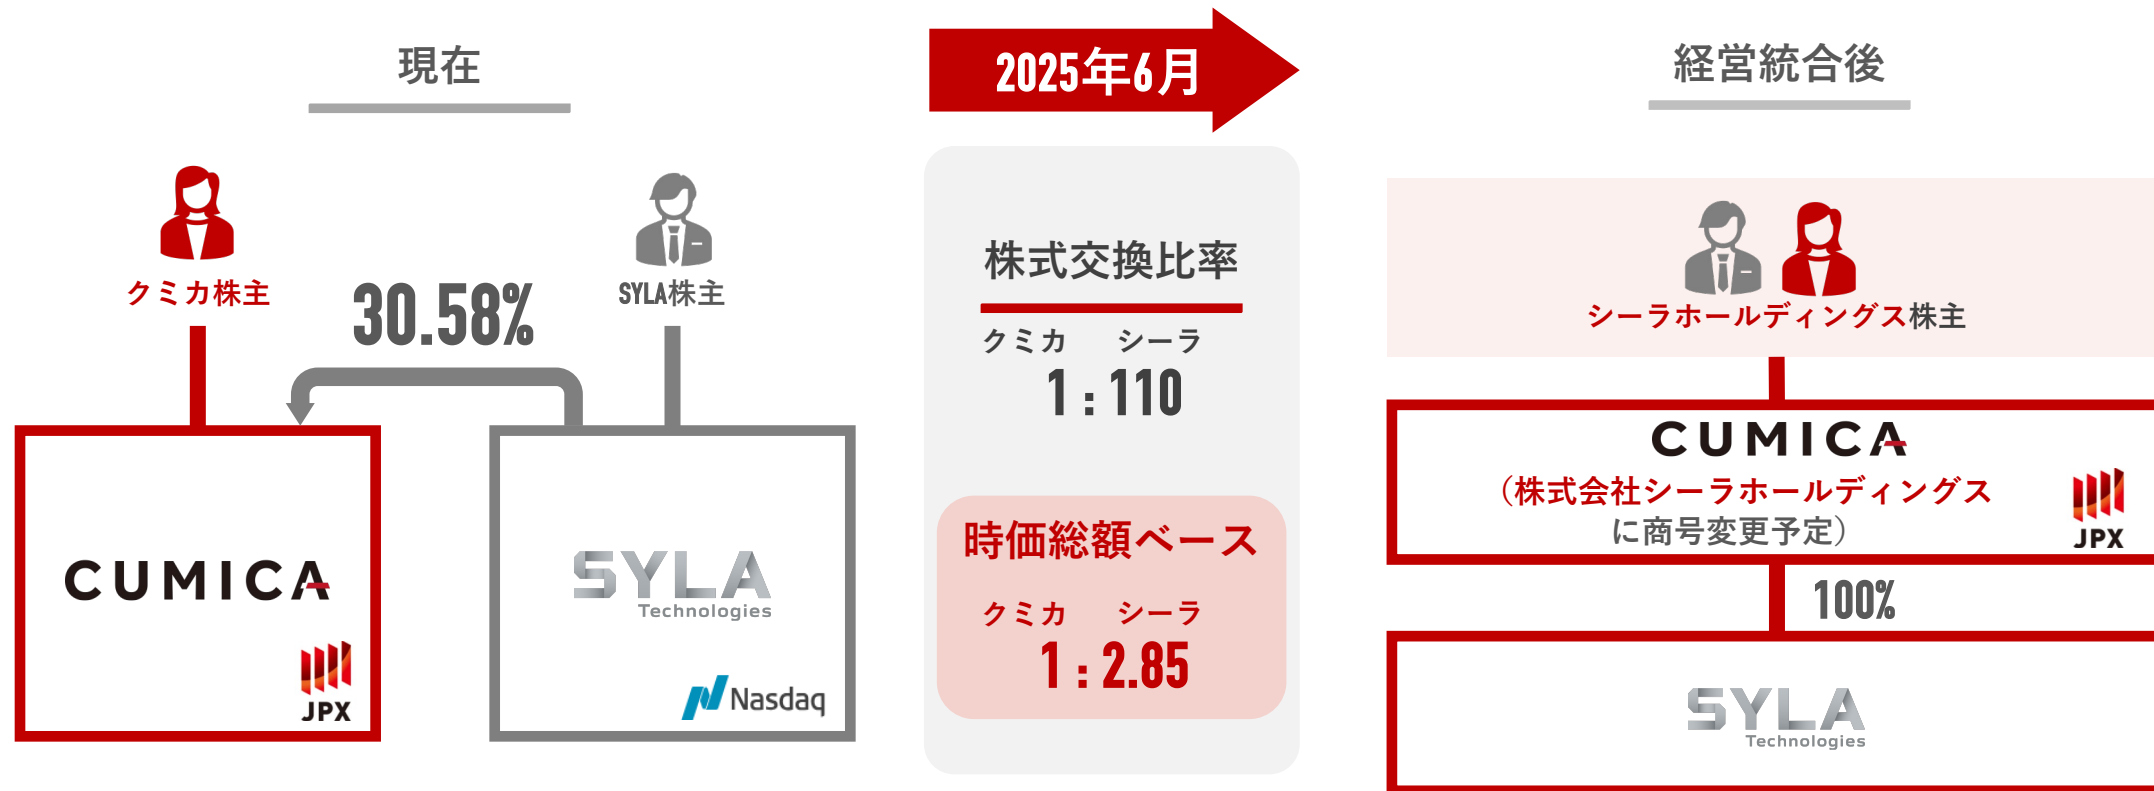 現在
クミカ株主
30.58%
SYLA株主
CUMICA
JPX
SYLA
Technologies
Nasdaq
2025年6月
株式交換比率
クミカ シーラ
1 : 110
時価総額ベース
クミカ シーラ
1 : 2.85
経営統合後
シーラホールディングス株主
CUMICA
（株式会社シーラホールディングス
に商号変更予定）
JPX
100%
SYLA
Technologies